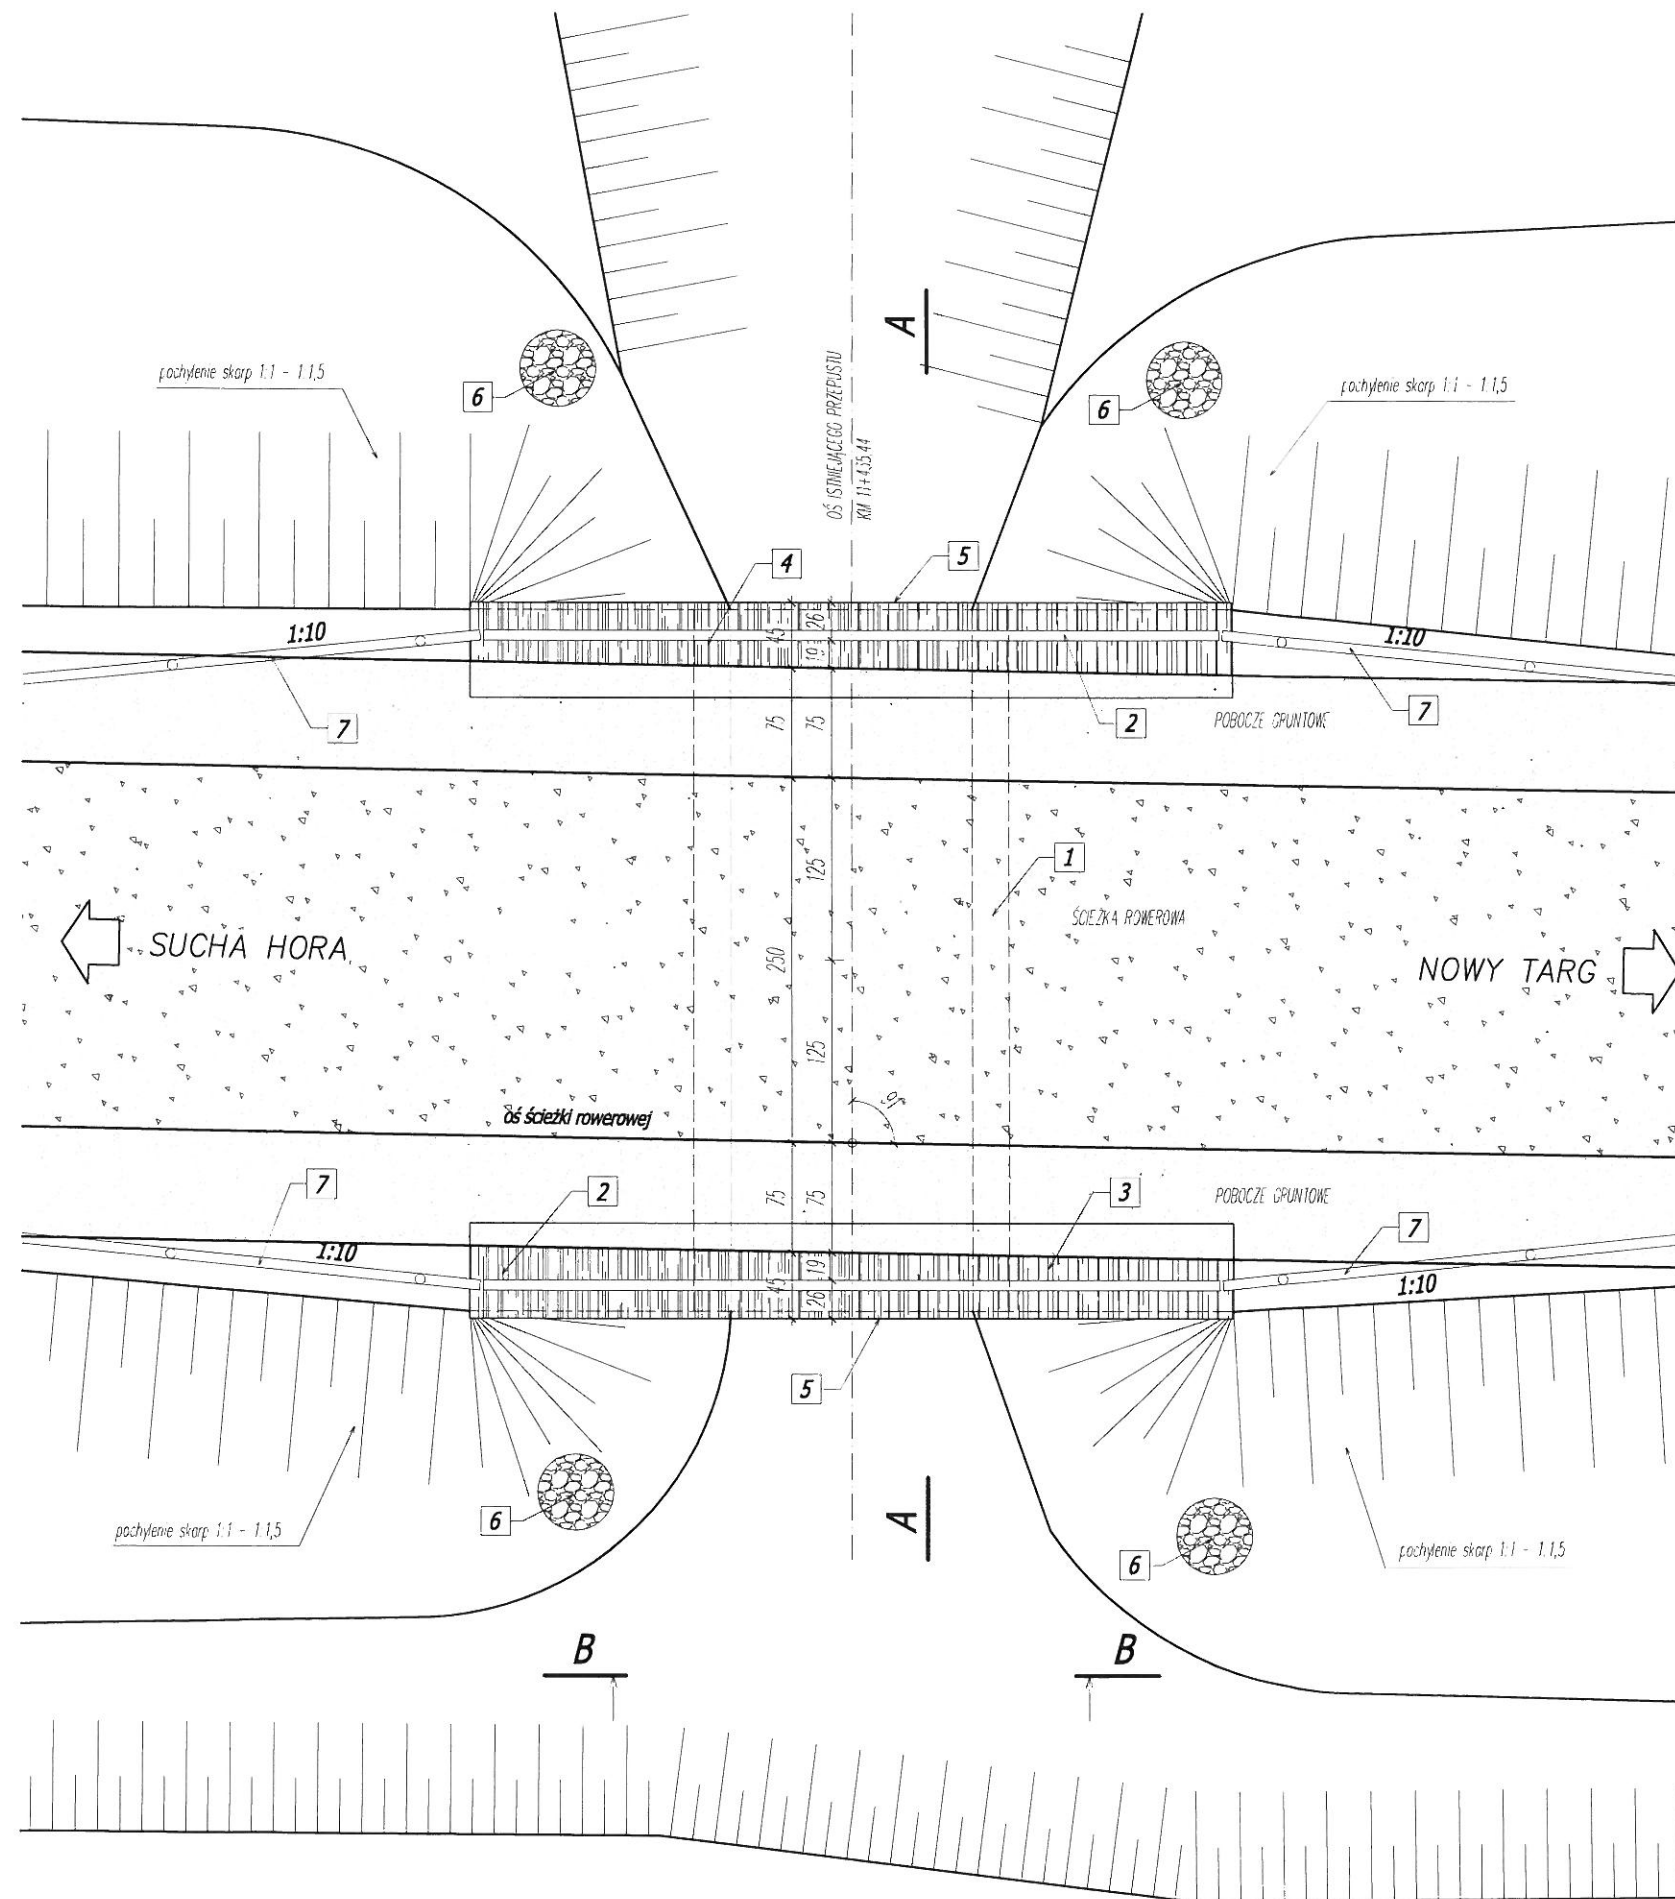 A
pochylenie skarp 1:1 - 1:1,5
6
6
pochylenie skarp 1:1 - 1:1,5
OŚ ISTNIEJĄCEGO PRZEPUSTU
KM 11+435,44
4
5
1:10
45
26
19
1:10
7
75
75
2
POBOCZE GRUNTOWE
7
125
1
ŚCIEŻKA ROWEROWA
SUCHA HORA
250
NOWY TARG
125
oś ścieżki rowerowej
7
2
75
75
3
POBOCZE GRUNTOWE
7
1:10
19
45
26
1:10
5
A
6
pochylenie skarp 1:1 - 1:1,5
6
pochylenie skarp 1:1 - 1:1,5
B
B